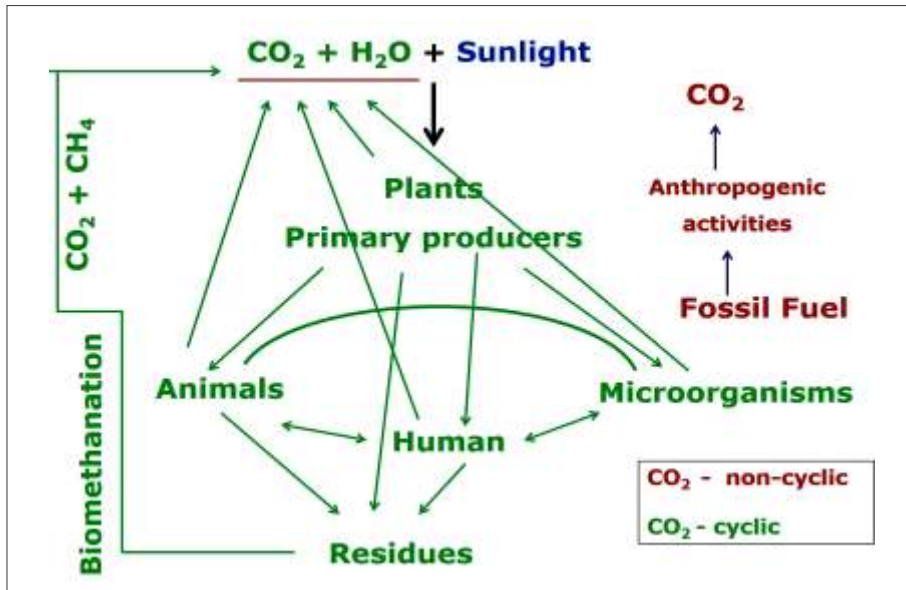 CO₂ + H₂O + Sunlight
CO₂
CO₂ + CH₄
Plants
Anthropogenic
activities
Primary producers
Fossil Fuel
Animals
Microorganisms
Human
Biomethanation
CO₂ - non-cyclic
CO₂ - cyclic
Residues